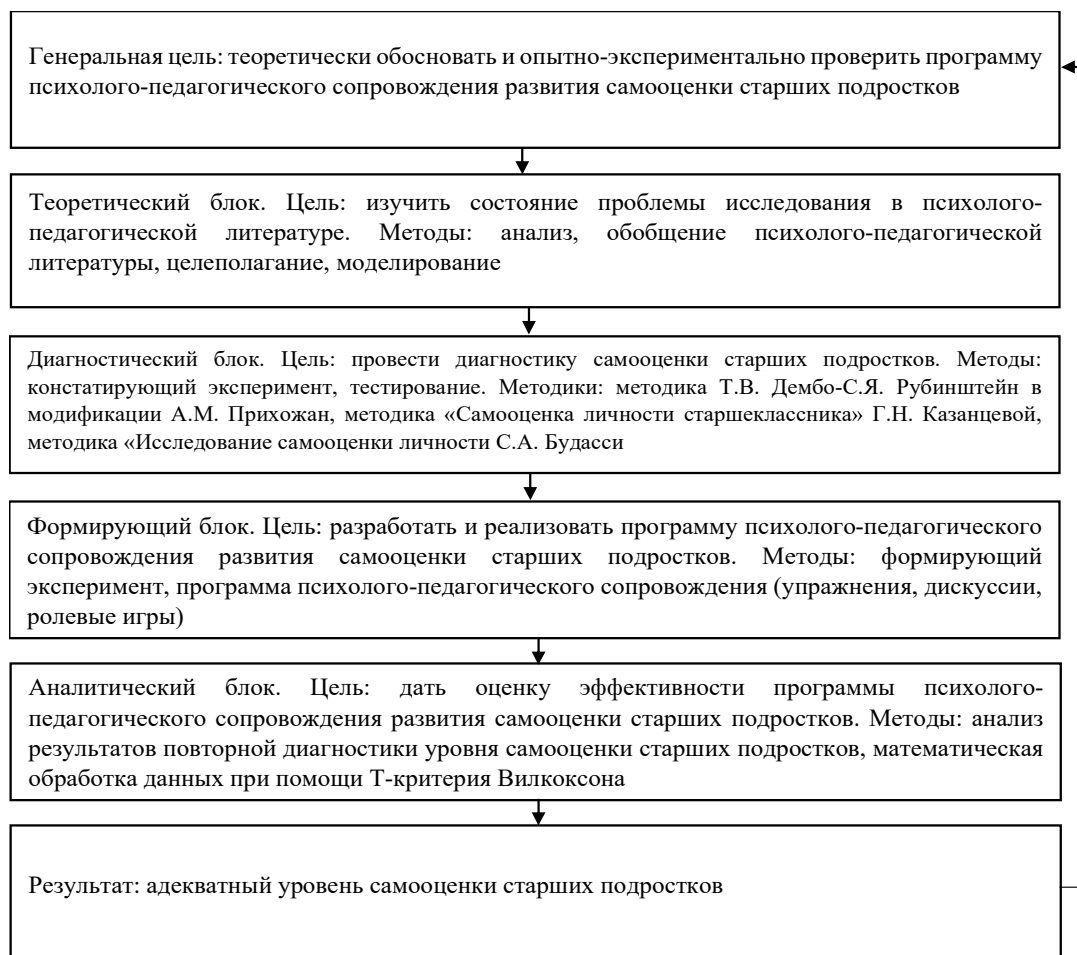 Генеральная цель: теоретически обосновать и опытно-экспериментально проверить программу
психолого-педагогического сопровождения развития самооценки старших подростков
Теоретический блок. Цель: изучить состояние проблемы исследования в психолого-
педагогической литературе. Методы: анализ, обобщение психолого-педагогической
литературы, целеполагание, моделирование
Диагностический блок. Цель: провести диагностику самооценки старших подростков. Методы:
констатирующий эксперимент, тестирование. Методики: методика Т.В. Дембо-С.Я. Рубинштейн в
модификации А.М. Прихожан, методика «Самооценка личности старшеклассника» Г.Н. Казанцевой,
методика «Исследование самооценки личности С.А. Будасси
Формирующий блок. Цель: разработать и реализовать программу психолого-педагогического
сопровождения развития самооценки старших подростков. Методы: формирующий
эксперимент, программа психолого-педагогического сопровождения (упражнения, дискуссии,
ролевые игры)
Аналитический блок. Цель: дать оценку эффективности программы психолого-
педагогического сопровождения развития самооценки старших подростков. Методы: анализ
результатов повторной диагностики уровня самооценки старших подростков, математическая
обработка данных при помощи Т-критерия Вилкоксона
Результат: адекватный уровень самооценки старших подростков